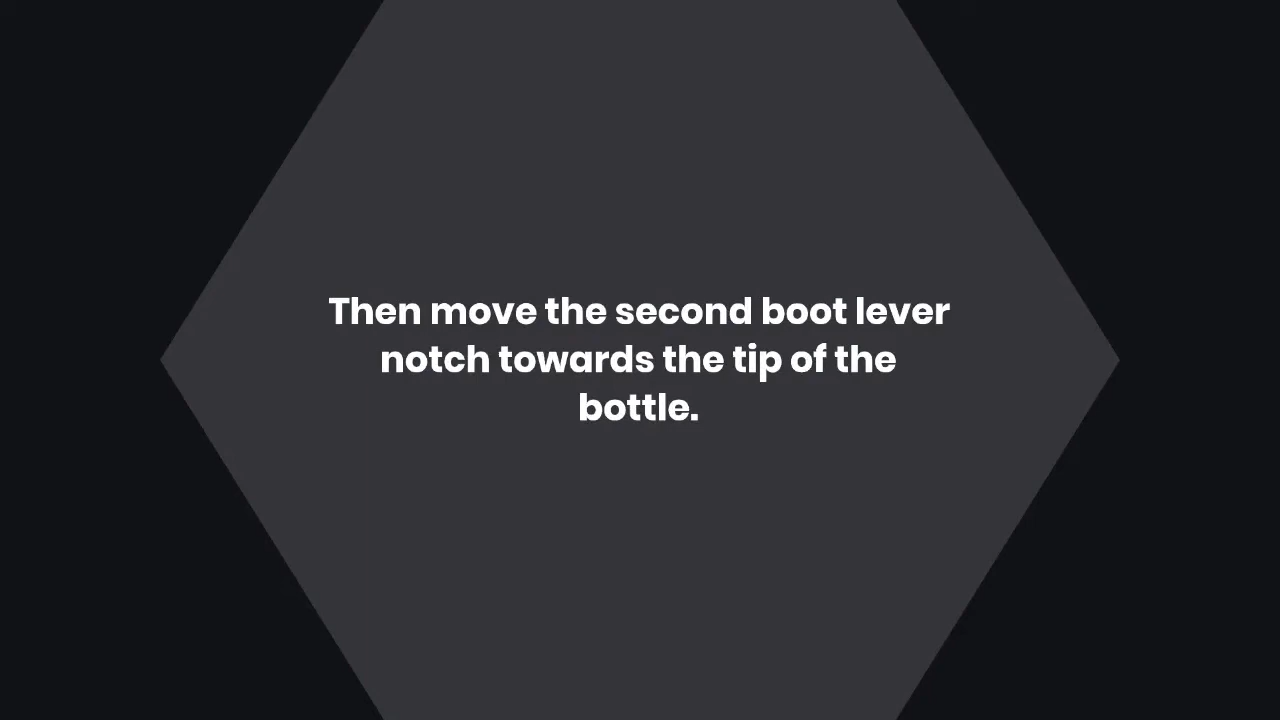 Then move the second boot lever
notch towards the tip of the
bottle.